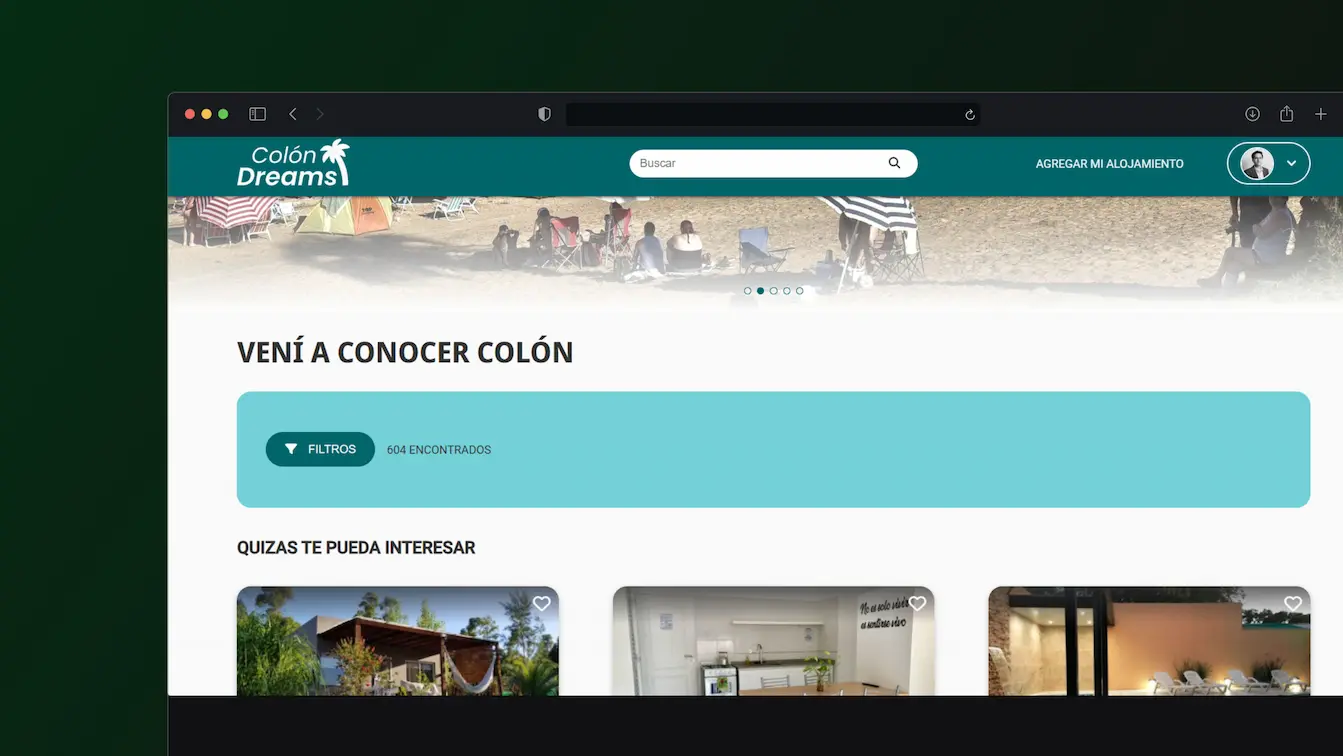 Colón
Dreams
Buscar
AGREGAR MI ALOJAMIENTO
VENÍ A CONOCER COLÓN
FILTROS
604 ENCONTRADOS
QUIZAS TE PUEDA INTERESAR
No es solo vivir
es sentirse vivo